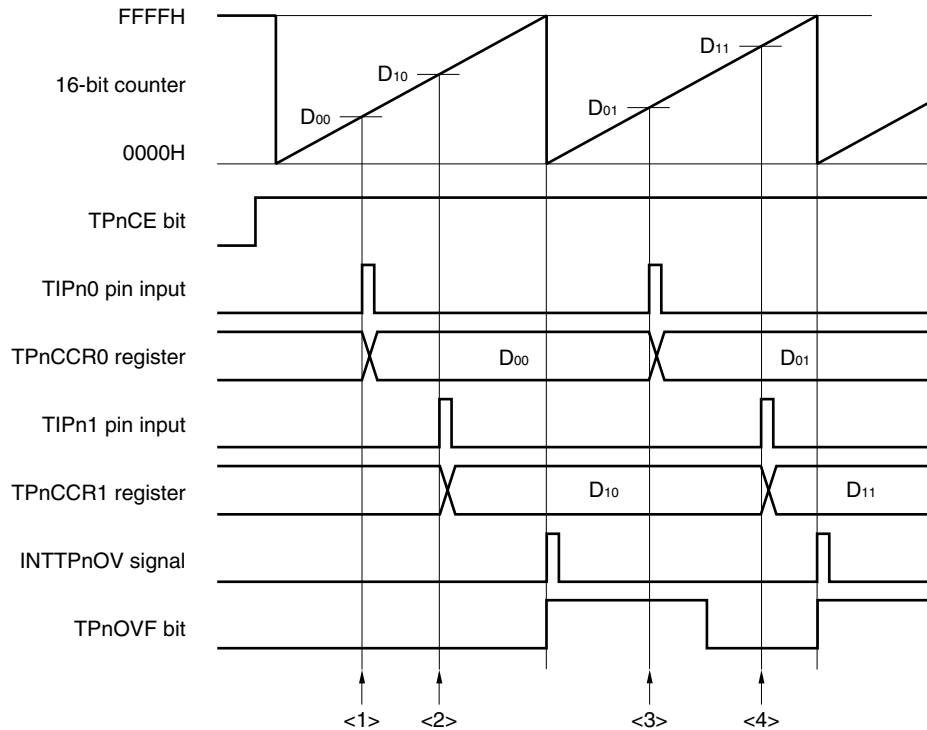 FFFFH
16-bit counter
0000H
D00
D10
D01
D11
TPnCE bit
TIPn0 pin input
TPnCCR0 register
D00
D01
TIPn1 pin input
TPnCCR1 register
D10
D11
INTTPnOV signal
TPnOVF bit
<1>
<2>
<3>
<4>